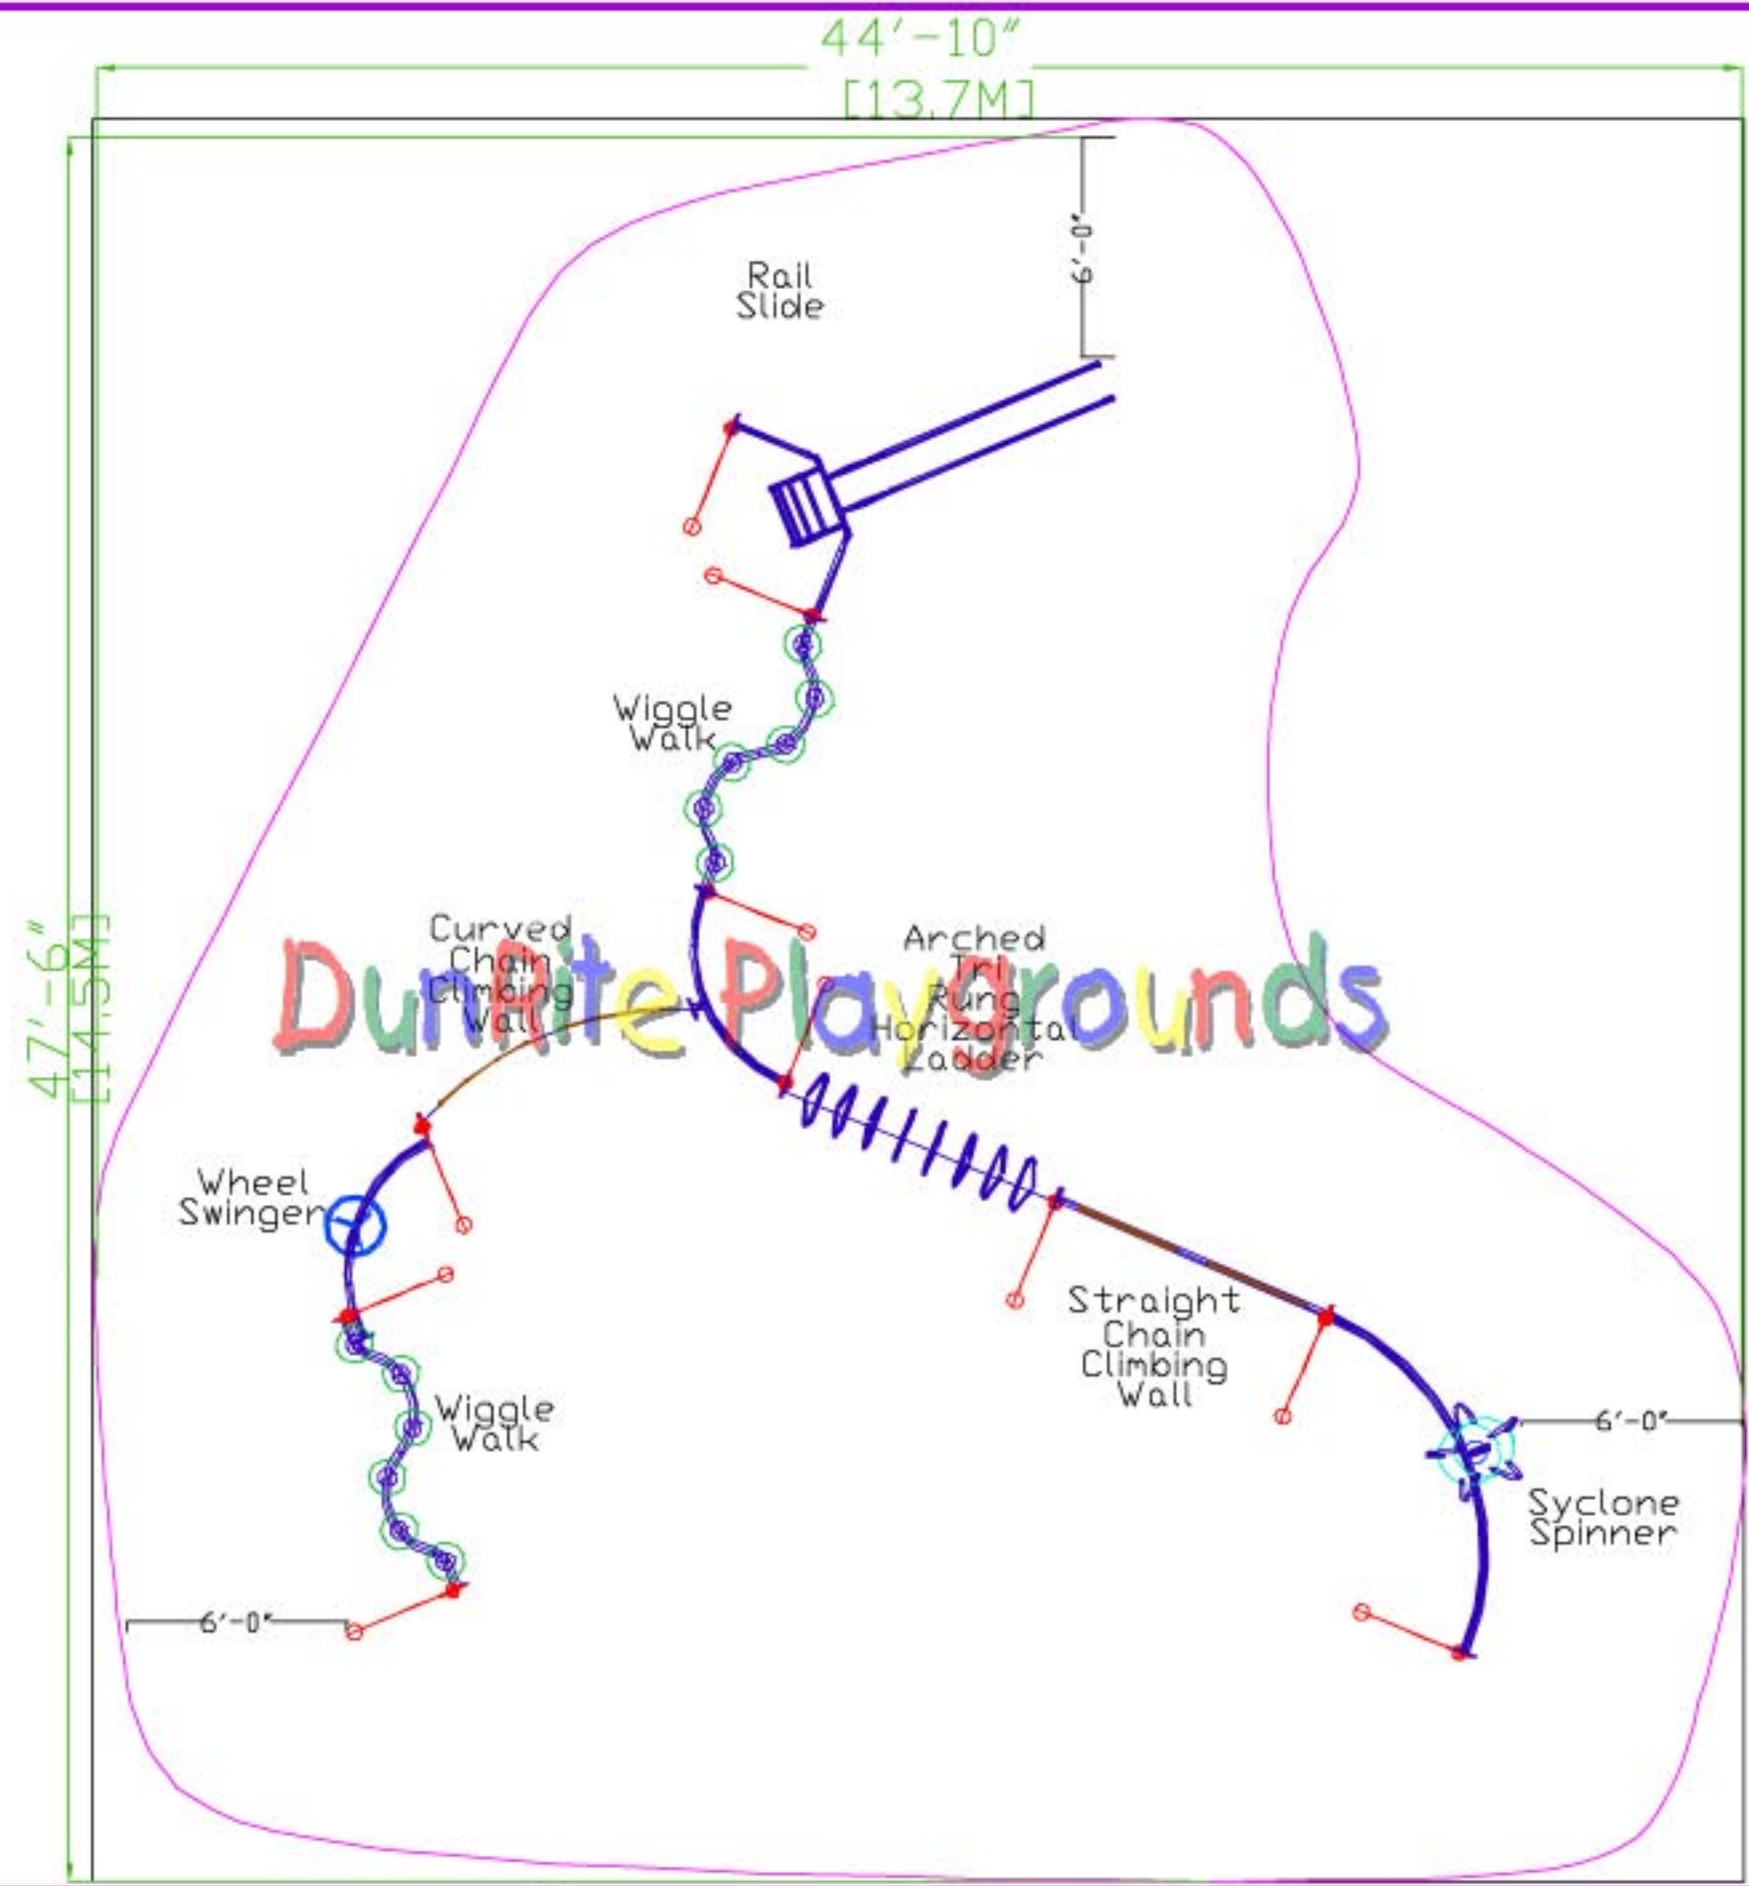 44'-10"
[13.7M]
6'-0"
Rail
Slide
Wiggle
Walk
47'-6"
[14.5M]
Curved
Chain
Climbing
Wall
Arched
Tri
Rung
Horizontal
Ladder
DunRite Playgrounds
Wheel
Swinger
Straight
Chain
Climbing
Wall
Wiggle
Walk
6'-0"
Syclone
Spinner
6'-0"